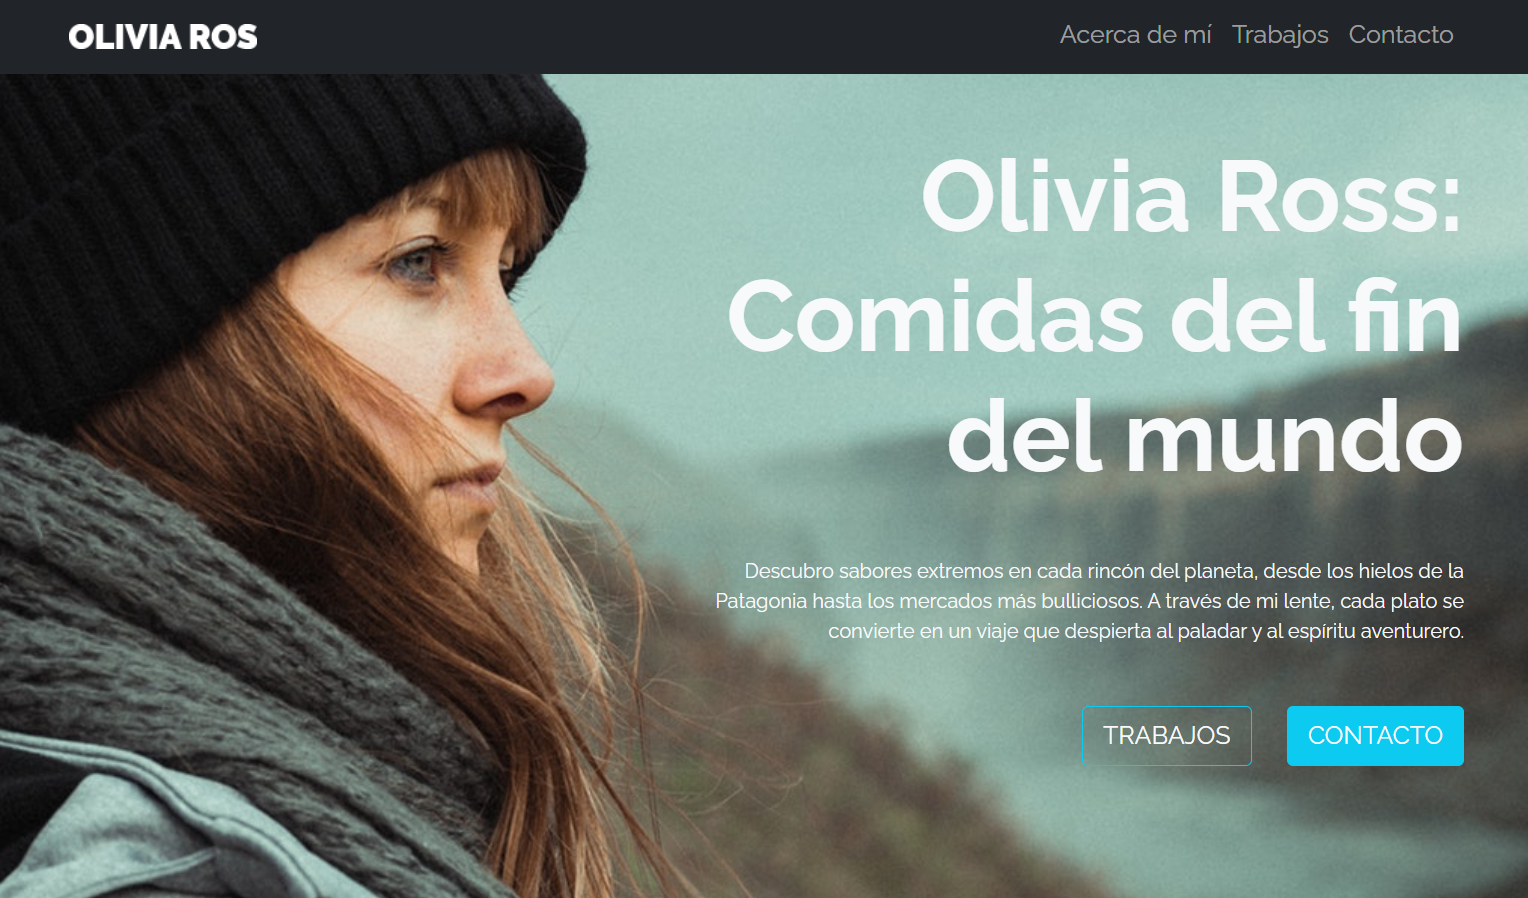 OLIVIA ROS
Acerca de mí Trabajos Contacto
Olivia Ross:
Comidas del fin
del mundo
Descubro sabores extremos en cada rincón del planeta, desde los hielos de la
Patagonia hasta los mercados más bulliciosos. A través de mi lente, cada plato se
convierte en un viaje que despierta al paladar y al espíritu aventurero.
TRABAJOS CONTACTO